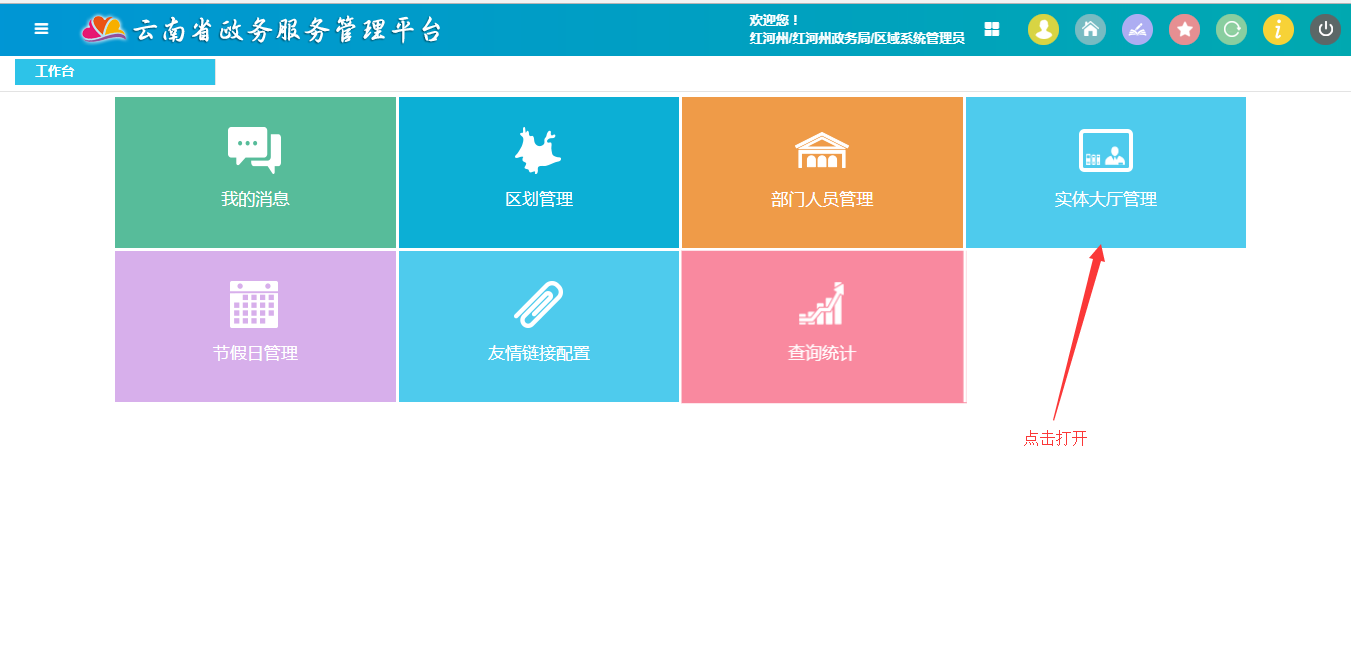 云南省政务服务管理平台
欢迎您！
红河州/红河州政务局/区域系统管理员
工作台
我的消息
区划管理
部门人员管理
实体大厅管理
节假日管理
友情链接配置
查询统计
点击打开